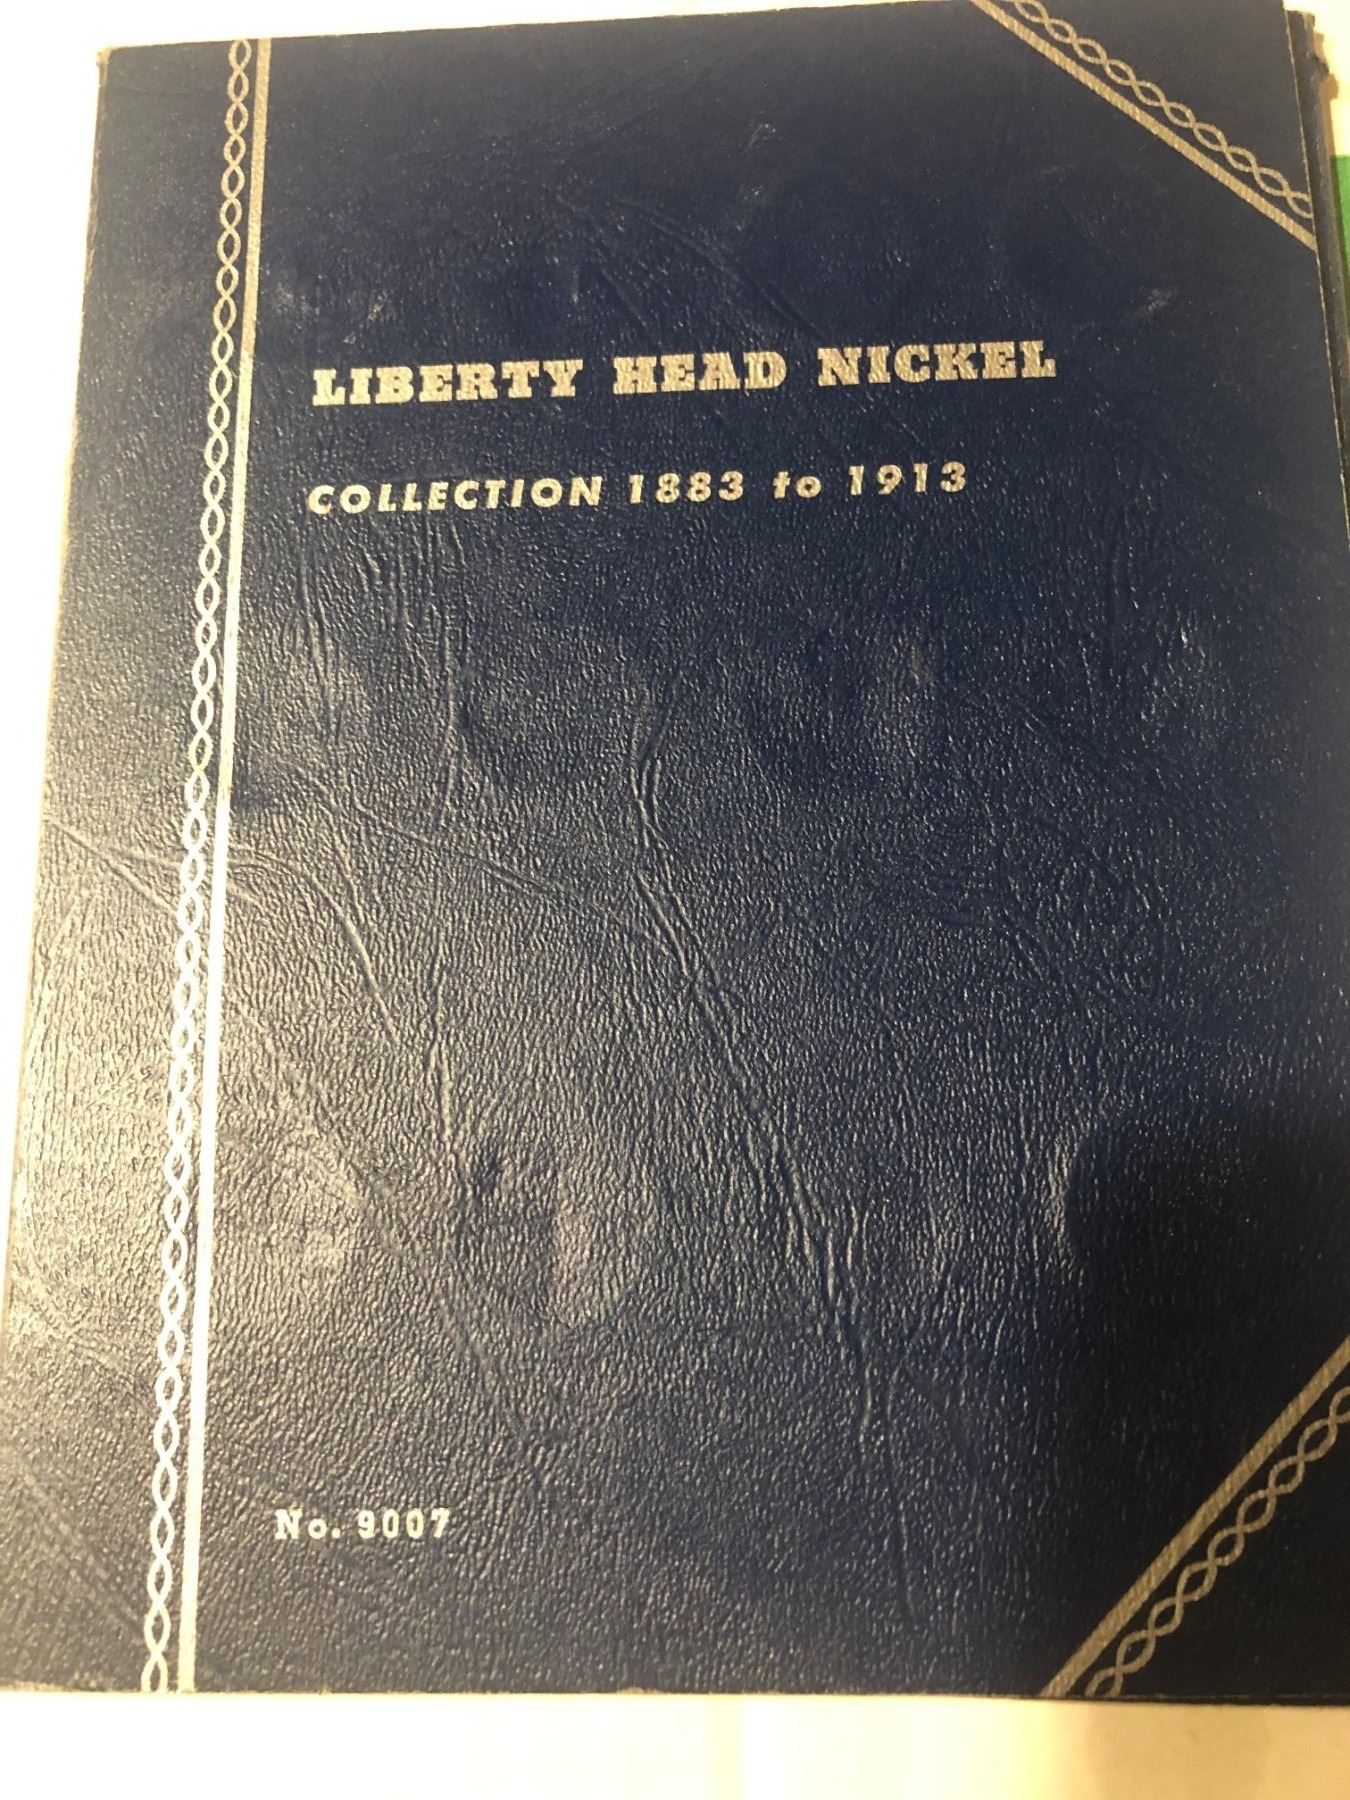 LIBERTY HEAD NICKEL
COLLECTION 1883 to 1913
No. 9007